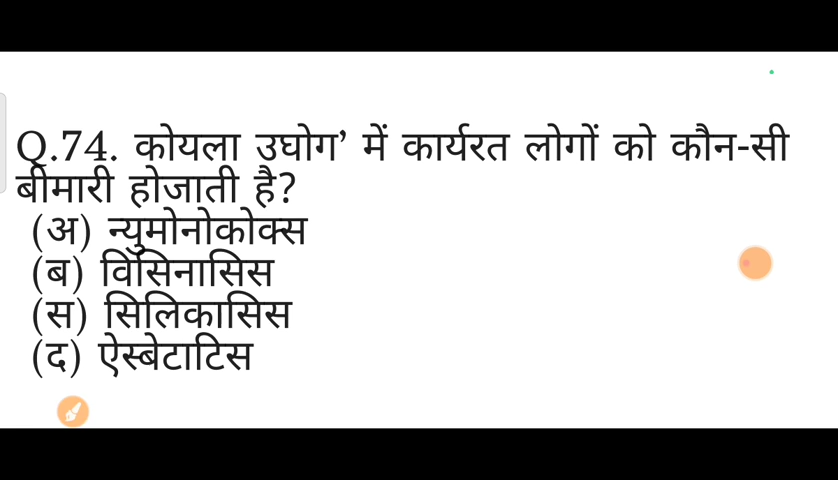 Q.74. कोयला उघोग’ में कार्यरत लोगों को कौन-सी
बीमारी होजाती है?
(अ) न्युमोनोकोक्स
(ब) विसिनासिस
(स) सिलिकासिस
(द) ऐस्बेटाटिस